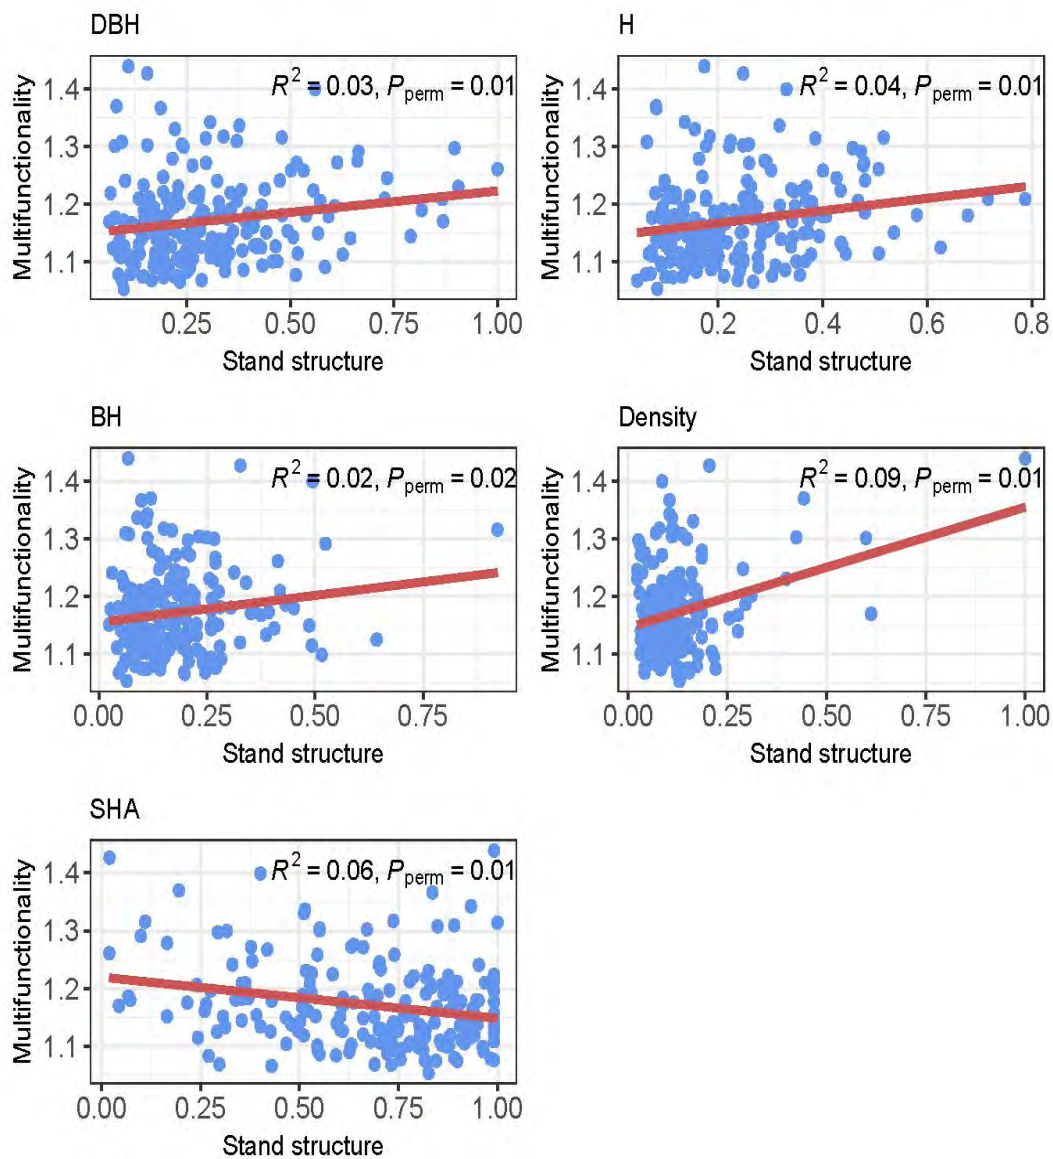 DBH
R² = 0.03, Pperm = 0.01
Multifunctionality
1.4
1.3
1.2
1.1
0.25 0.50 0.75 1.00
Stand structure
H
R² = 0.04, Pperm = 0.01
Multifunctionality
1.4
1.3
1.2
1.1
0.2 0.4 0.6 0.8
Stand structure
BH
R² = 0.02, Pperm = 0.02
Multifunctionality
1.4
1.3
1.2
1.1
0.00 0.25 0.50 0.75
Stand structure
Density
R² = 0.09, Pperm = 0.01
Multifunctionality
1.4
1.3
1.2
1.1
0.00 0.25 0.50 0.75 1.00
Stand structure
SHA
R² = 0.06, Pperm = 0.01
Multifunctionality
1.4
1.3
1.2
1.1
0.00 0.25 0.50 0.75 1.00
Stand structure